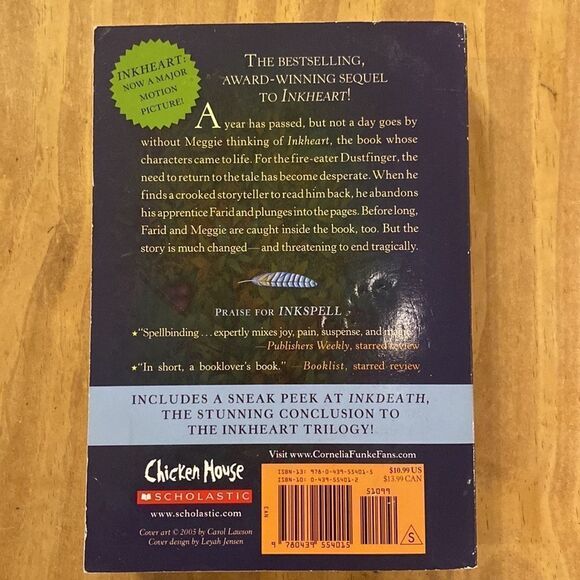 INKHEART:
NOW A MAJOR
MOTION
PICTURE!
THE BESTSELLING,
AWARD-WINNING SEQUEL
TO INKHEART!
A year has passed, but not a day goes by
without Meggie thinking of Inkheart, the book whose
characters came to life. For the fire-eater Dustfinger, the
need to return to the tale has become desperate. When he
finds a crooked storyteller to read him back, he abandons
his apprentice Farid and plunges into the pages. Before long,
Farid and Meggie are caught inside the book, too. But the
story is much changed—and threatening to end tragically.
PRAISE FOR INKSPELL
★"Spellbinding . . . expertly mixes joy, pain, suspense, and magic."
—Publishers Weekly, starred review
★"In short, a booklover's book." —Booklist, starred review
INCLUDES A SNEAK PEEK AT INKDEATH,
THE STUNNING CONCLUSION TO
THE INKHEART TRILOGY!
Visit www.CorneliaFunkeFans.com
Chicken House
SCHOLASTIC
www.scholastic.com
Cover art © 2005 by Carol Lawson
Cover design by Leyah Jensen
ISBN-13: 978-0-439-55401-5
ISBN-10: 0-439-55401-2
$10.99 US
$13.99 CAN
51099
EAN
9 780439 554015
S